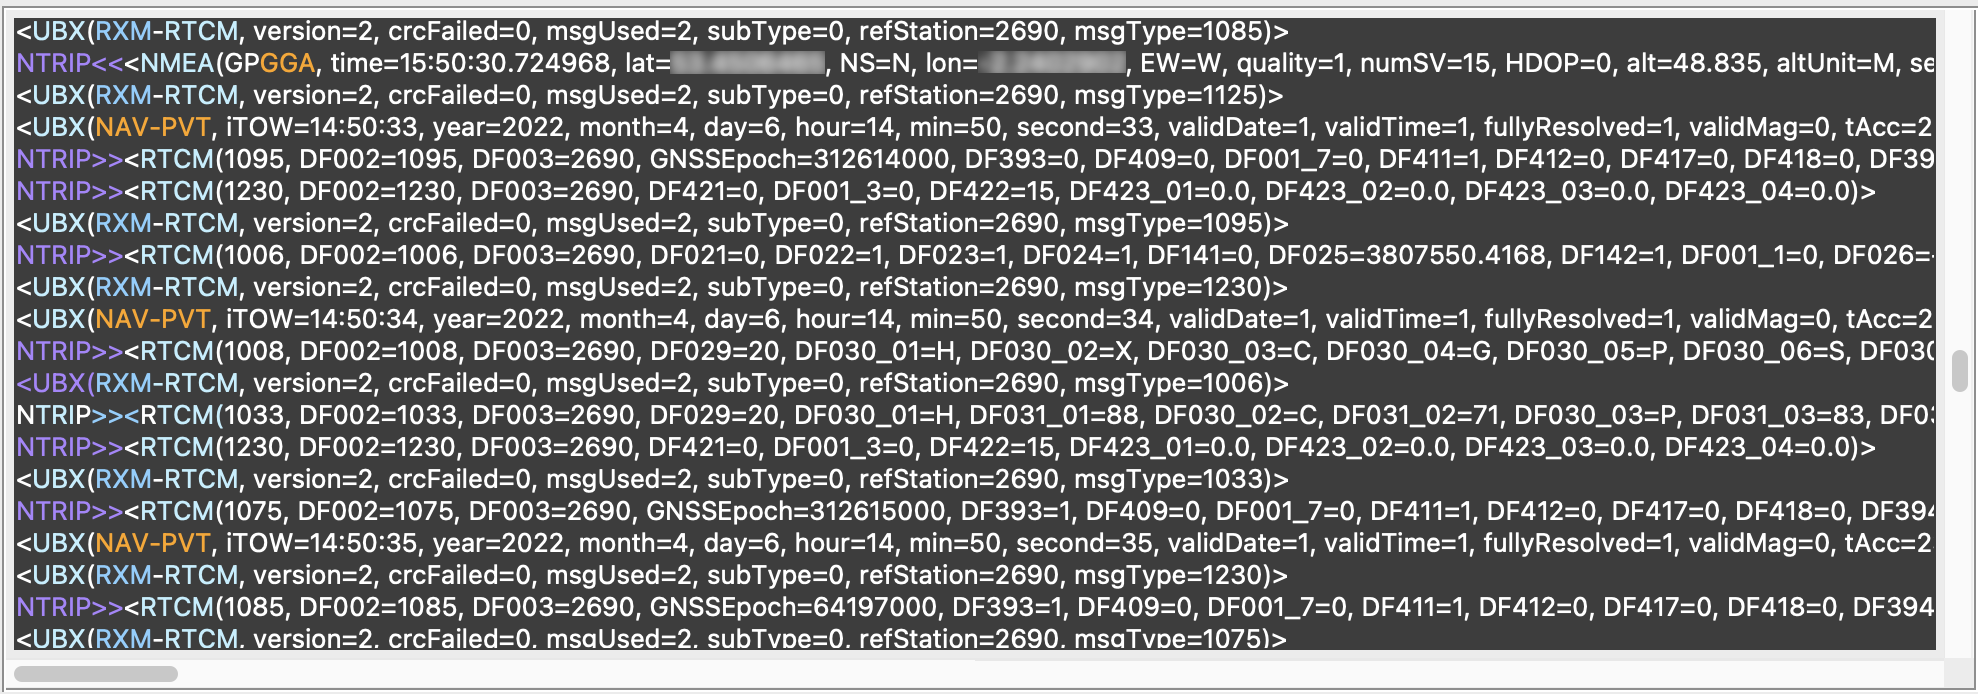 <UBX(RXM-RTCM, version=2, crcFailed=0, msgUsed=2, subType=0, refStation=2690, msgType=1085)>
NTRIP<<<NMEA(GPGGA, time=15:50:30.724968, lat=, NS=N, lon=, EW=W, quality=1, numSV=15, HDOP=0, alt=48.835, altUnit=M, se
<UBX(RXM-RTCM, version=2, crcFailed=0, msgUsed=2, subType=0, refStation=2690, msgType=1125)>
<UBX(NAV-PVT, iTOW=14:50:33, year=2022, month=4, day=6, hour=14, min=50, second=33, validDate=1, validTime=1, fullyResolved=1, validMag=0, tAcc=2
NTRIP>><RTCM(1095, DF002=1095, DF003=2690, GNSSEpoch=312614000, DF393=0, DF409=0, DF001_7=0, DF411=1, DF412=0, DF417=0, DF418=0, DF39
NTRIP>><RTCM(1230, DF002=1230, DF003=2690, DF421=0, DF001_3=0, DF422=15, DF423_01=0.0, DF423_02=0.0, DF423_03=0.0, DF423_04=0.0)>
<UBX(RXM-RTCM, version=2, crcFailed=0, msgUsed=2, subType=0, refStation=2690, msgType=1095)>
NTRIP>><RTCM(1006, DF002=1006, DF003=2690, DF021=0, DF022=1, DF023=1, DF024=1, DF141=0, DF025=3807550.4168, DF142=1, DF001_1=0, DF026=-
<UBX(RXM-RTCM, version=2, crcFailed=0, msgUsed=2, subType=0, refStation=2690, msgType=1230)>
<UBX(NAV-PVT, iTOW=14:50:34, year=2022, month=4, day=6, hour=14, min=50, second=34, validDate=1, validTime=1, fullyResolved=1, validMag=0, tAcc=2
NTRIP>><RTCM(1008, DF002=1008, DF003=2690, DF029=20, DF030_01=H, DF030_02=X, DF030_03=C, DF030_04=G, DF030_05=P, DF030_06=S, DF030
<UBX(RXM-RTCM, version=2, crcFailed=0, msgUsed=2, subType=0, refStation=2690, msgType=1006)>
NTRIP>><RTCM(1033, DF002=1033, DF003=2690, DF029=20, DF030_01=H, DF031_01=88, DF030_02=C, DF031_02=71, DF030_03=P, DF031_03=83, DF03
NTRIP>><RTCM(1230, DF002=1230, DF003=2690, DF421=0, DF001_3=0, DF422=15, DF423_01=0.0, DF423_02=0.0, DF423_03=0.0, DF423_04=0.0)>
<UBX(RXM-RTCM, version=2, crcFailed=0, msgUsed=2, subType=0, refStation=2690, msgType=1033)>
NTRIP>><RTCM(1075, DF002=1075, DF003=2690, GNSSEpoch=312615000, DF393=1, DF409=0, DF001_7=0, DF411=1, DF412=0, DF417=0, DF418=0, DF394
<UBX(NAV-PVT, iTOW=14:50:35, year=2022, month=4, day=6, hour=14, min=50, second=35, validDate=1, validTime=1, fullyResolved=1, validMag=0, tAcc=2
<UBX(RXM-RTCM, version=2, crcFailed=0, msgUsed=2, subType=0, refStation=2690, msgType=1230)>
NTRIP>><RTCM(1085, DF002=1085, DF003=2690, GNSSEpoch=64197000, DF393=1, DF409=0, DF001_7=0, DF411=1, DF412=0, DF417=0, DF418=0, DF394
<UBX(RXM-RTCM, version=2, crcFailed=0, msgUsed=2, subType=0, refStation=2690, msgType=1075)>